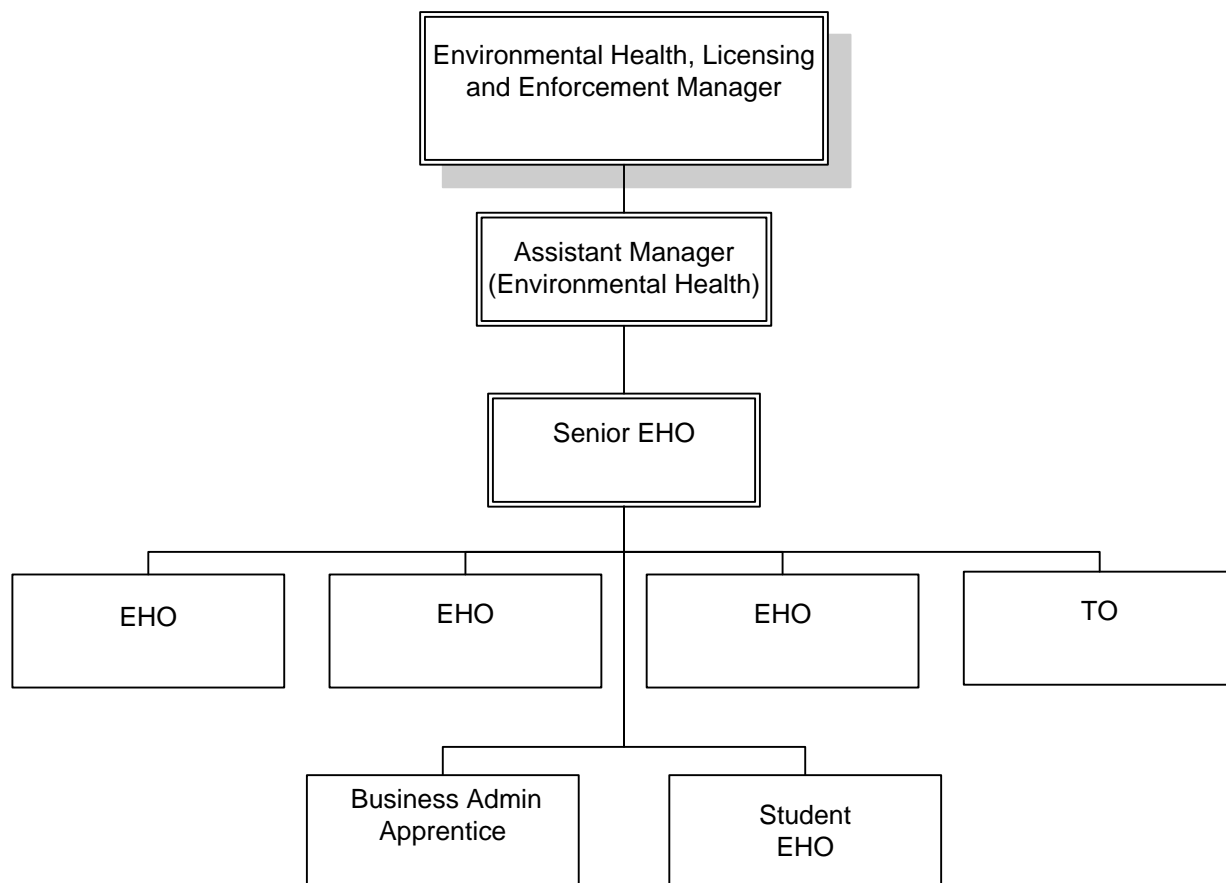 Environmental Health, Licensing
and Enforcement Manager
Assistant Manager
(Environmental Health)
Senior EHO
EHO
EHO
EHO
TO
Business Admin
Apprentice
Student
EHO